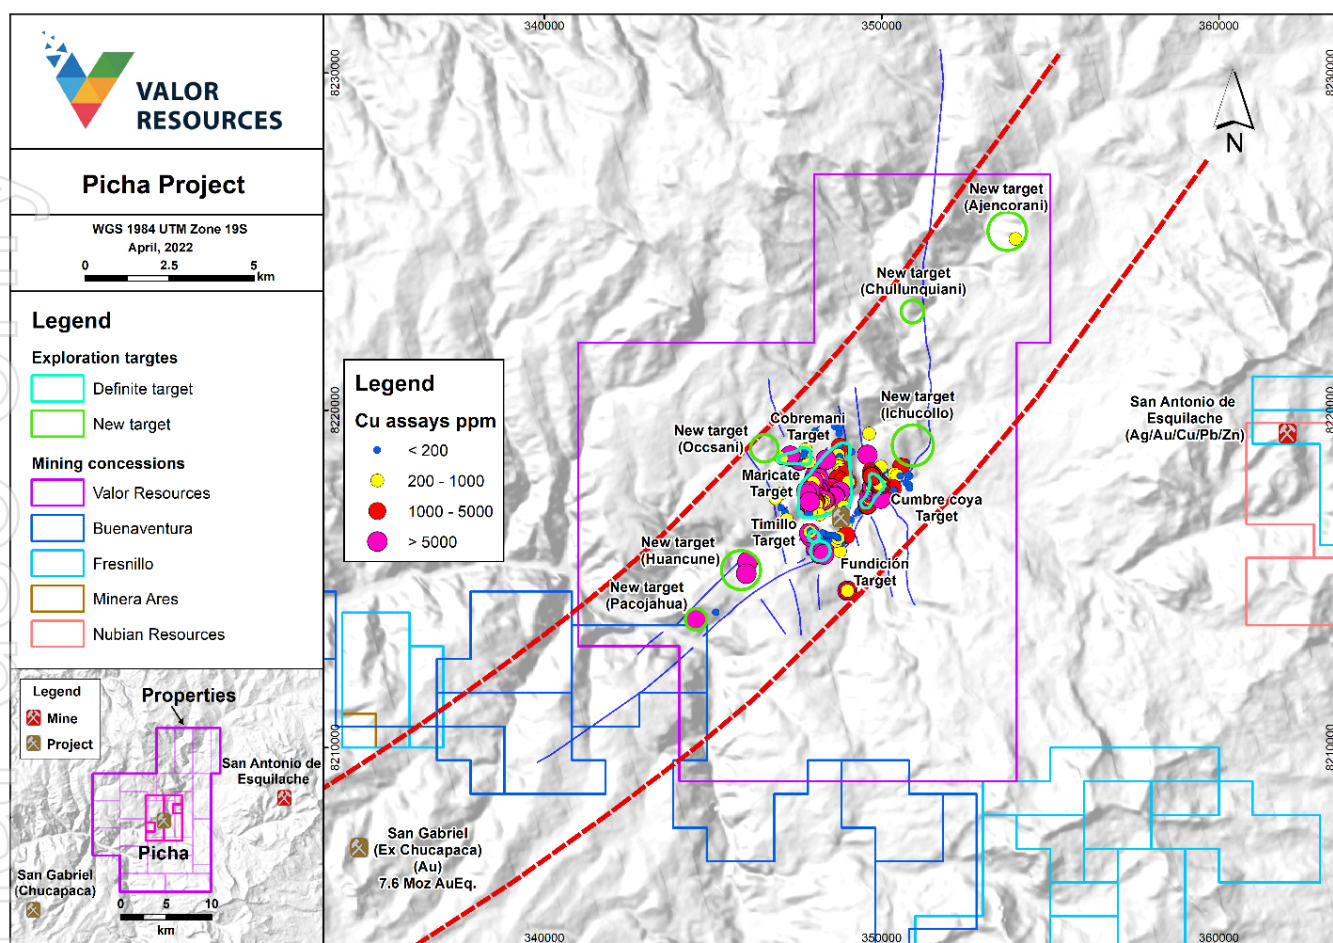 VALOR
RESOURCES
Picha Project
WGS 1984 UTM Zone 19S
April, 2022
0 2.5 5
km
Legend
Exploration targtes
Definite target
New target
Mining concessions
Valor Resources
Buenaventura
Fresnillo
Minera Ares
Nubian Resources
Legend
Mine
Project
Properties
San Antonio de
Esquilache
Picha
San Gabriel
(Chucapaca)
0 5 10
km
Legend
Cu assays ppm
< 200
200 - 1000
1000 - 5000
> 5000
340000
350000
360000
8230000
8230000
N
New target
(Ajencorani)
New target
(Chullunquiani)
New target
(Ichucollo)
Cobremani
Target
New target
(Occsani)
Maricate
Target
Cumbre coya
Target
Timillo
Target
New target
(Huancune)
Fundición
Target
New target
(Pacojahua)
San Antonio de
Esquilache
(Ag/Au/Cu/Pb/Zn)
8220000
8220000
8210000
8210000
San Gabriel
(Ex Chucapaca)
(Au)
7.6 Moz AuEq.
340000
350000
360000